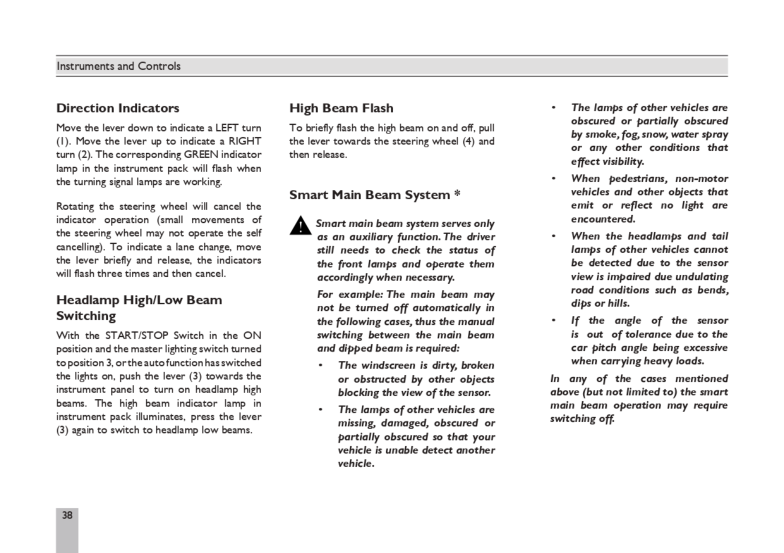 Instruments and Controls
Direction Indicators
Move the lever down to indicate a LEFT turn
(1). Move the lever up to indicate a RIGHT
turn (2). The corresponding GREEN indicator
lamp in the instrument pack will flash when
the turning signal lamps are working.
Rotating the steering wheel will cancel the
indicator operation (small movements of
the steering wheel may not operate the self
cancelling). To indicate a lane change, move
the lever briefly and release, the indicators
will flash three times and then cancel.
Headlamp High/Low Beam
Switching
With the START/STOP Switch in the ON
position and the master lighting switch turned
to position 3, or the auto function has switched
the lights on, push the lever (3) towards the
instrument panel to turn on headlamp high
beams. The high beam indicator lamp in
instrument pack illuminates, press the lever
(3) again to switch to headlamp low beams.
High Beam Flash
To briefly flash the high beam on and off, pull
the lever towards the steering wheel (4) and
then release.
Smart Main Beam System *
Smart main beam system serves only
as an auxiliary function. The driver
still needs to check the status of
the front lamps and operate them
accordingly when necessary.
For example: The main beam may
not be turned off automatically in
the following cases, thus the manual
switching between the main beam
and dipped beam is required:
• The windscreen is dirty, broken
or obstructed by other objects
blocking the view of the sensor.
• The lamps of other vehicles are
missing, damaged, obscured or
partially obscured so that your
vehicle is unable detect another
vehicle.
• The lamps of other vehicles are
obscured or partially obscured
by smoke, fog, snow, water spray
or any other conditions that
effect visibility.
• When pedestrians, non-motor
vehicles and other objects that
emit or reflect no light are
encountered.
• When the headlamps and tail
lamps of other vehicles cannot
be detected due to the sensor
view is impaired due undulating
road conditions such as bends,
dips or hills.
• If the angle of the sensor
is out of tolerance due to the
car pitch angle being excessive
when carrying heavy loads.
In any of the cases mentioned
above (but not limited to) the smart
main beam operation may require
switching off.
38